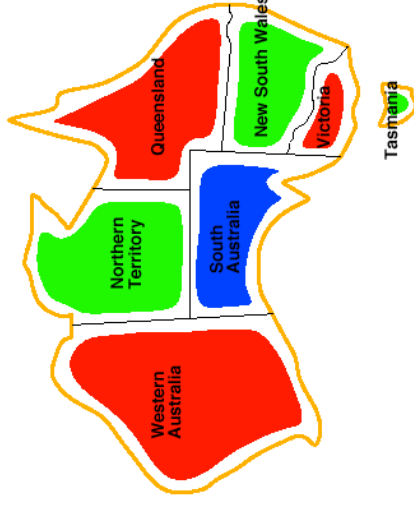 Western
Australia
Northern
Territory
South
Australia
Queensland
New South Wales
Victoria
Tasmania